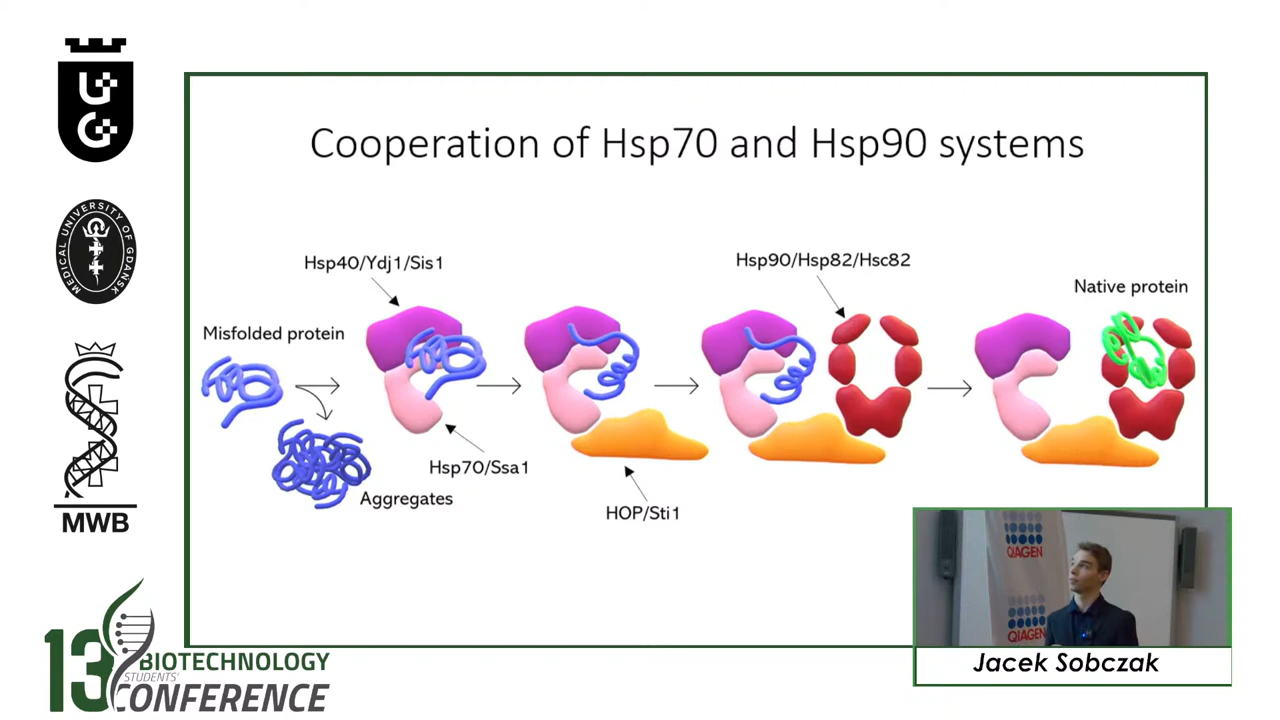 UG
MEDICAL UNIVERSITY OF GDANSK
MWB
13
BIOTECHNOLOGY
STUDENTS'
CONFERENCE
Cooperation of Hsp70 and Hsp90 systems
Hsp40/Ydj1/Sis1
Hsp90/Hsp82/Hsc82
Native protein
Misfolded protein
Hsp70/Ssa1
Aggregates
HOP/Sti1
QIAGEN
QIAGEN
Jacek Sobczak